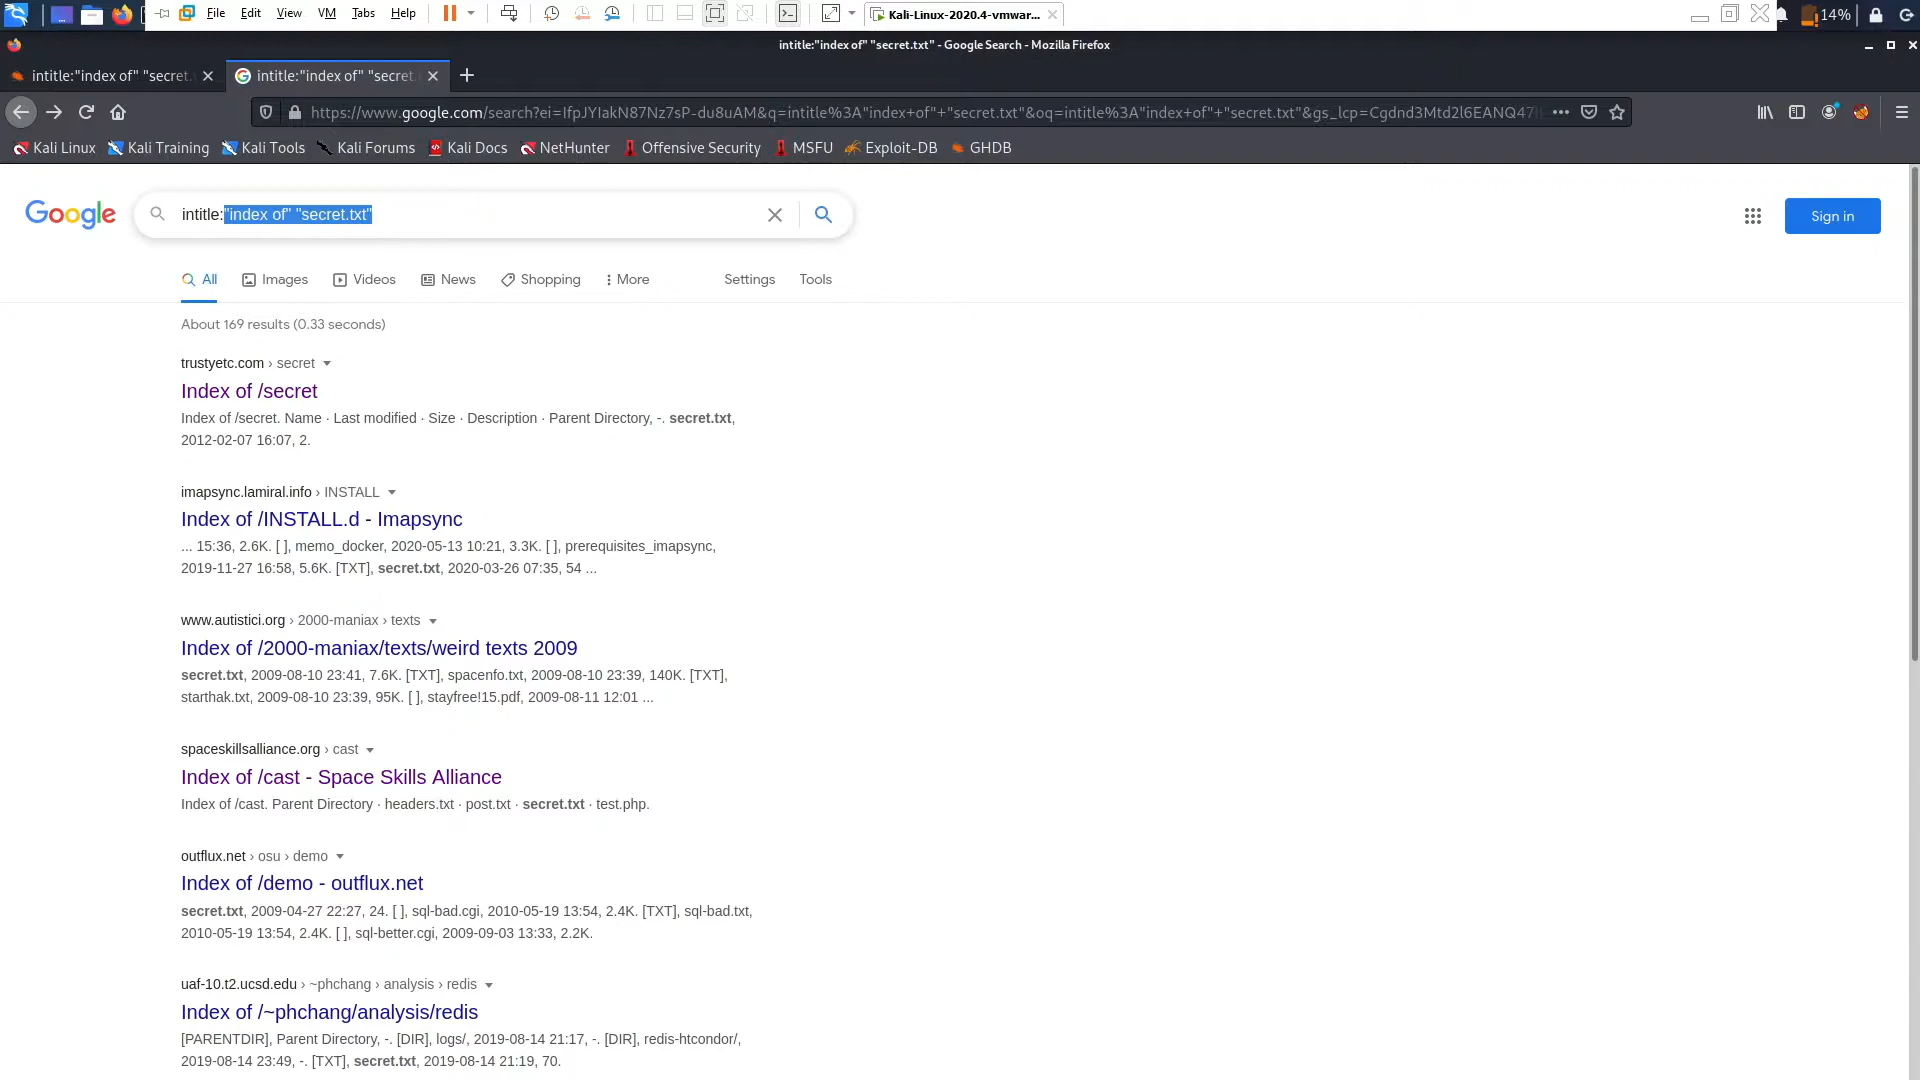 File Edit View VM Tabs Help Kali-Linux-2020.4-vmwar... 14%
intitle:"index of" "secret.txt" - Google Search - Mozilla Firefox
intitle:"index of" "secret. intitle:"index of" "secret.
https://www.google.com/search?ei=IfpJYIakN87Nz7sP-du8uAM&q=intitle%3A"index+of"+"secret.txt"&oq=intitle%3A"index+of"+"secret.txt"&gs_lcp=Cgdnd3Mtd2l6EANQ47
Kali Linux Kali Training Kali Tools Kali Forums Kali Docs NetHunter Offensive Security MSFU Exploit-DB GHDB
Google intitle:"index of" "secret.txt" Sign in
All Images Videos News Shopping More Settings Tools
About 169 results (0.33 seconds)
trustyetc.com › secret
Index of /secret
Index of /secret. Name · Last modified · Size · Description · Parent Directory, -. secret.txt,
2012-02-07 16:07, 2.
imapsync.lamiral.info › INSTALL
Index of /INSTALL.d - Imapsync
... 15:36, 2.6K. [ ], memo_docker, 2020-05-13 10:21, 3.3K. [ ], prerequisites_imapsync,
2019-11-27 16:58, 5.6K. [TXT], secret.txt, 2020-03-26 07:35, 54 ...
www.autistici.org › 2000-maniax › texts
Index of /2000-maniax/texts/weird texts 2009
secret.txt, 2009-08-10 23:41, 7.6K. [TXT], spacenfo.txt, 2009-08-10 23:39, 140K. [TXT],
starthak.txt, 2009-08-10 23:39, 95K. [ ], stayfree!15.pdf, 2009-08-11 12:01 ...
spaceskillsalliance.org › cast
Index of /cast - Space Skills Alliance
Index of /cast. Parent Directory · headers.txt · post.txt · secret.txt · test.php.
outflux.net › osu › demo
Index of /demo - outflux.net
secret.txt, 2009-04-27 22:27, 24. [ ], sql-bad.cgi, 2010-05-19 13:54, 2.4K. [TXT], sql-bad.txt,
2010-05-19 13:54, 2.4K. [ ], sql-better.cgi, 2009-09-03 13:33, 2.2K.
uaf-10.t2.ucsd.edu › ~phchang › analysis › redis
Index of /~phchang/analysis/redis
[PARENTDIR], Parent Directory, -. [DIR], logs/, 2019-08-14 21:17, -. [DIR], redis-htcondor/,
2019-08-14 23:49, -. [TXT], secret.txt, 2019-08-14 21:19, 70.